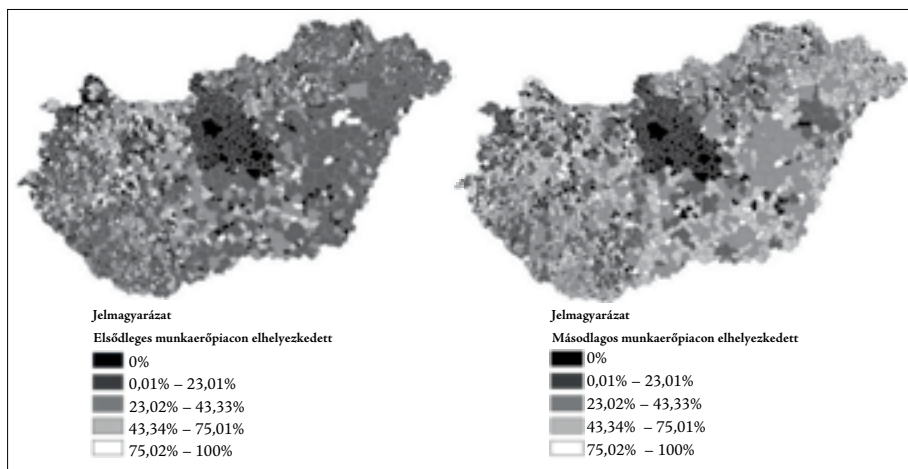 Jelmagyarázat
Elsődleges munkaerőpiacon elhelyezkedett
0%
0,01% – 23,01%
23,02% – 43,33%
43,34% – 75,01%
75,02% – 100%
Jelmagyarázat
Másodlagos munkaerőpiacon elhelyezkedett
0%
0,01% – 23,01%
23,02% – 43,33%
43,34% – 75,01%
75,02% – 100%